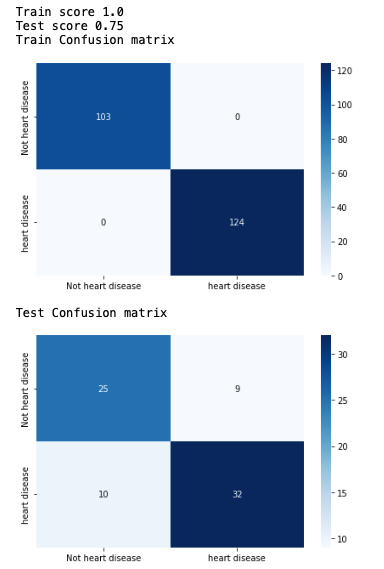 Train score 1.0
Test score 0.75
Train Confusion matrix
Not heart disease
103
0
heart disease
0
124
Not heart disease
heart disease
120
100
80
60
40
20
0
Test Confusion matrix
Not heart disease
25
9
heart disease
10
32
Not heart disease
heart disease
30
25
20
15
10